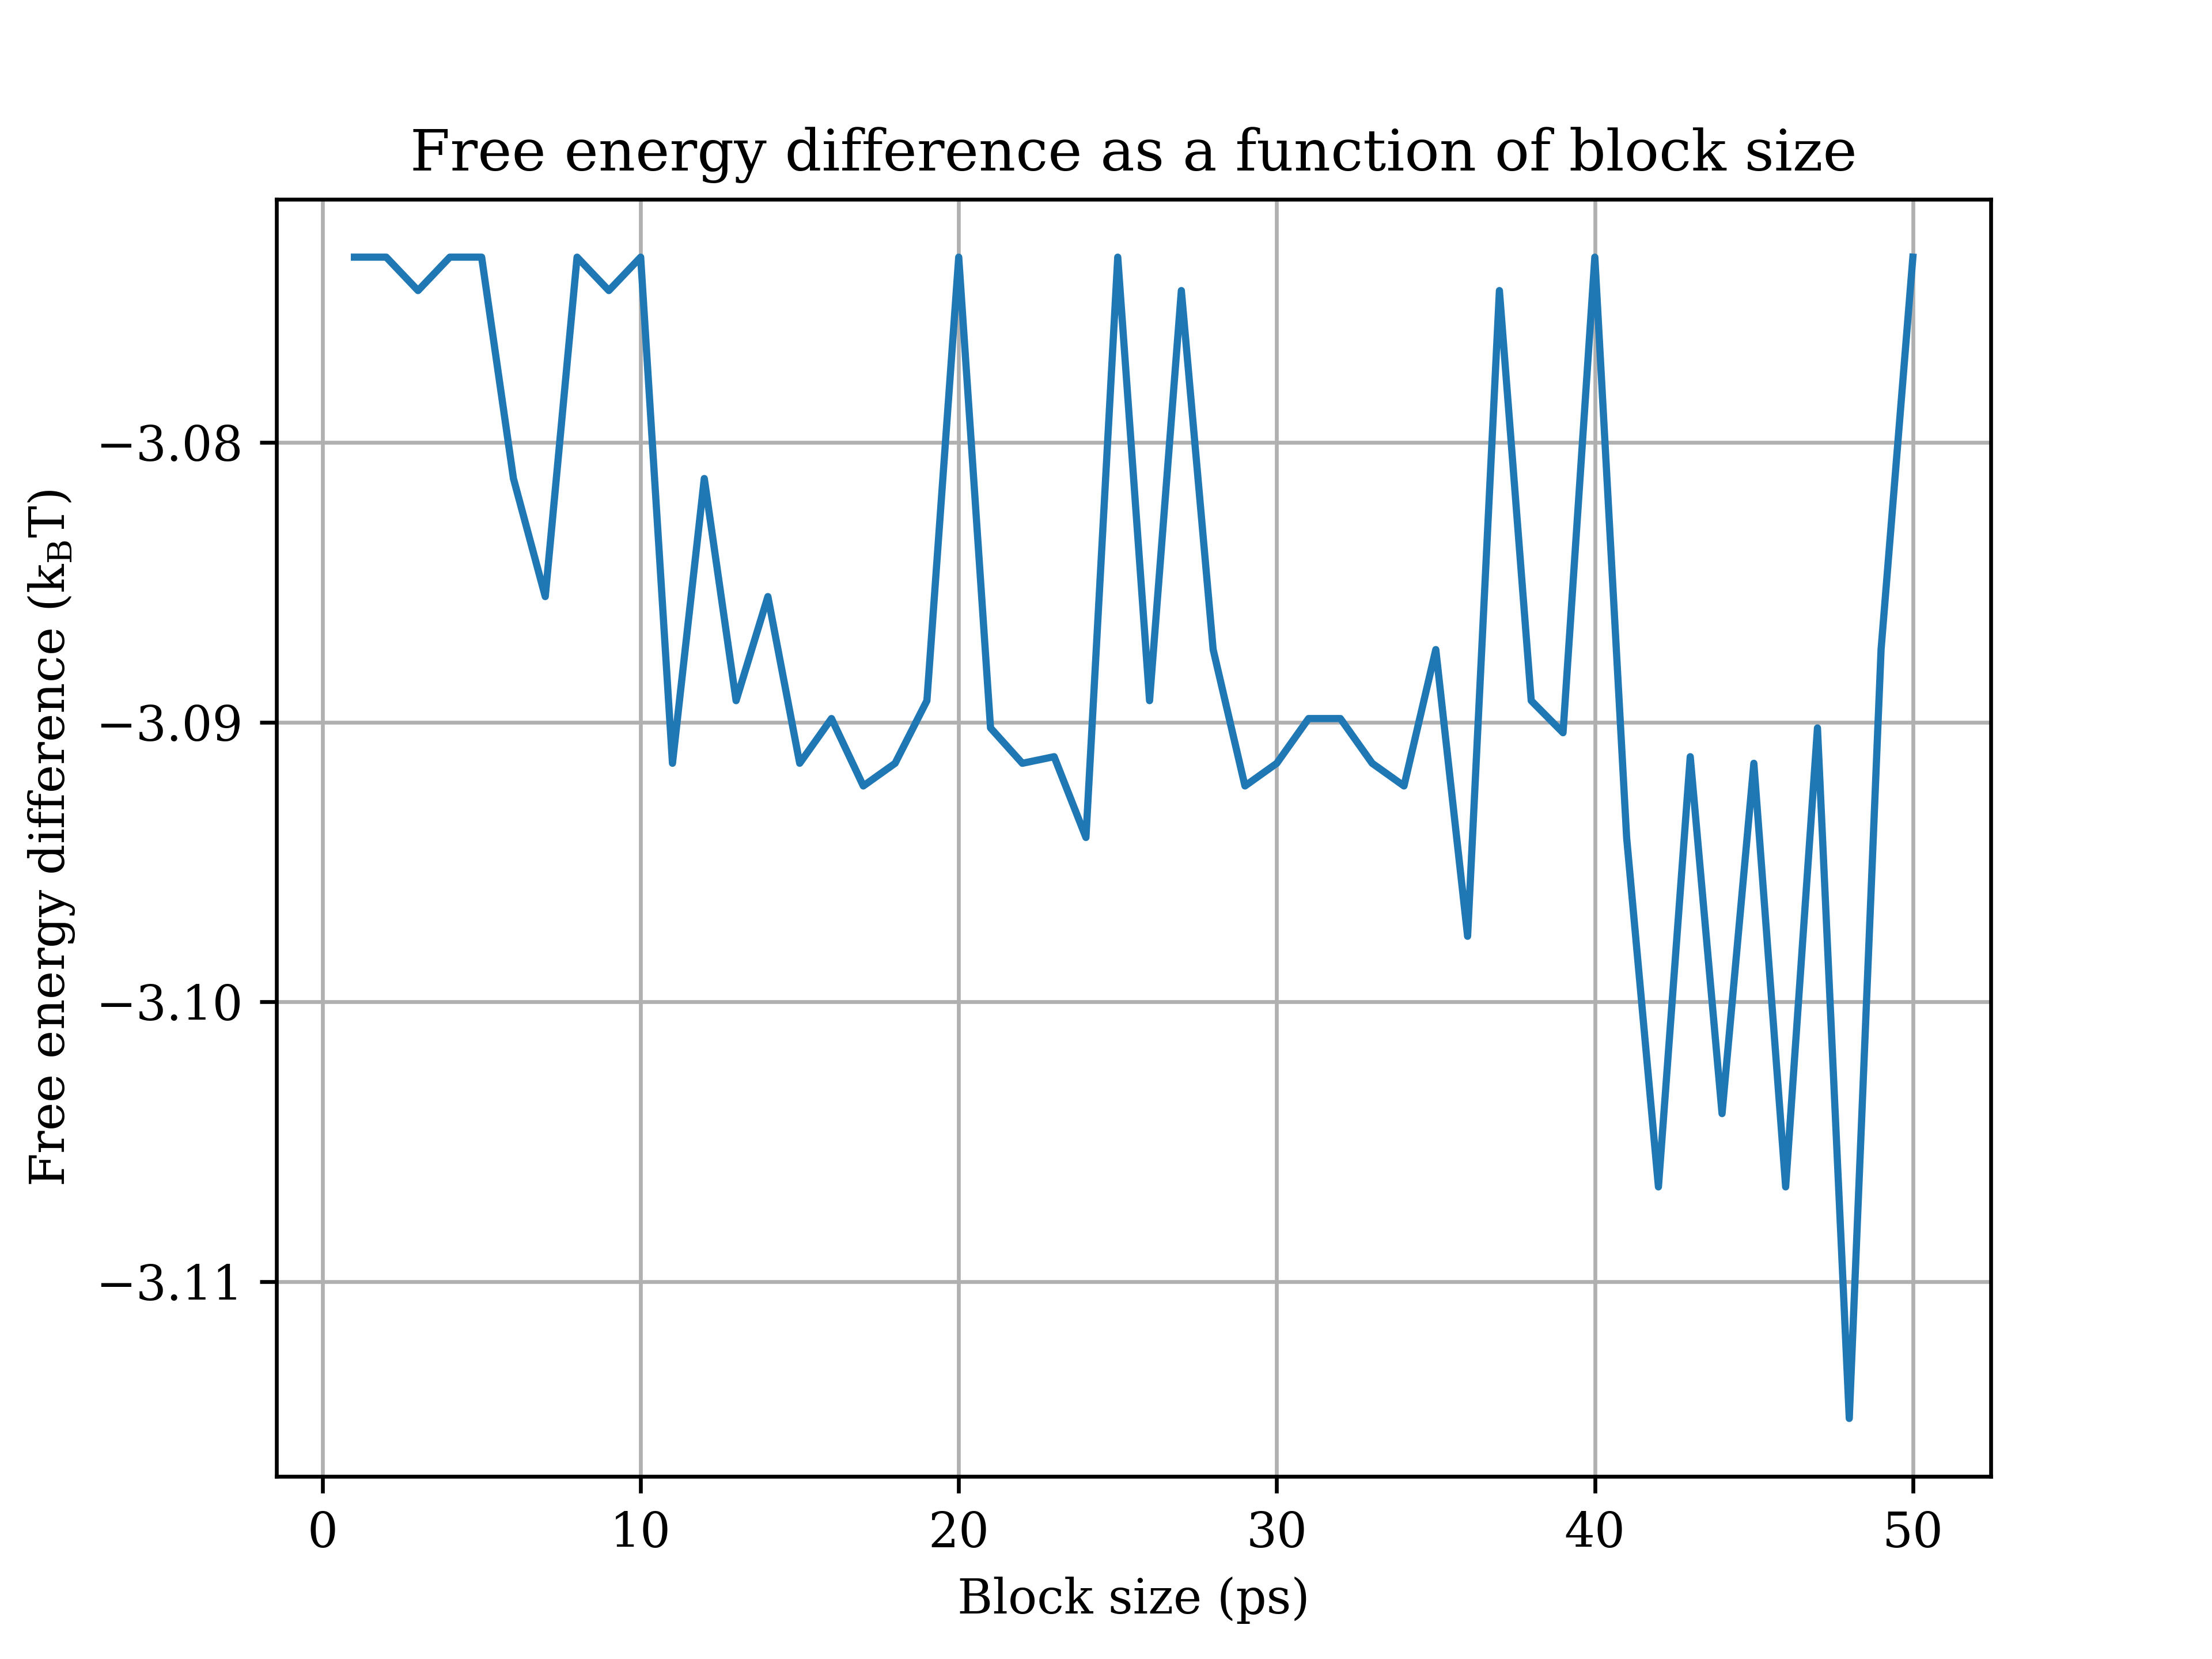 Free energy difference as a function of block size
Free energy difference (k_BT)
−3.08
−3.09
−3.10
−3.11
0 10 20 30 40 50
Block size (ps)